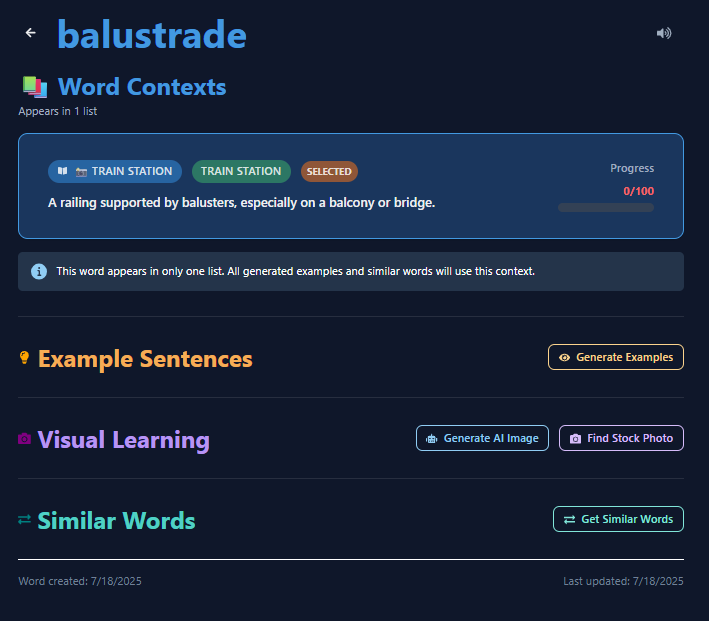 balustrade
Word Contexts
Appears in 1 list
TRAIN STATION TRAIN STATION SELECTED
Progress
0/100
A railing supported by balusters, especially on a balcony or bridge.
This word appears in only one list. All generated examples and similar words will use this context.
Example Sentences
Generate Examples
Visual Learning
Generate AI Image
Find Stock Photo
Similar Words
Get Similar Words
Word created: 7/18/2025
Last updated: 7/18/2025